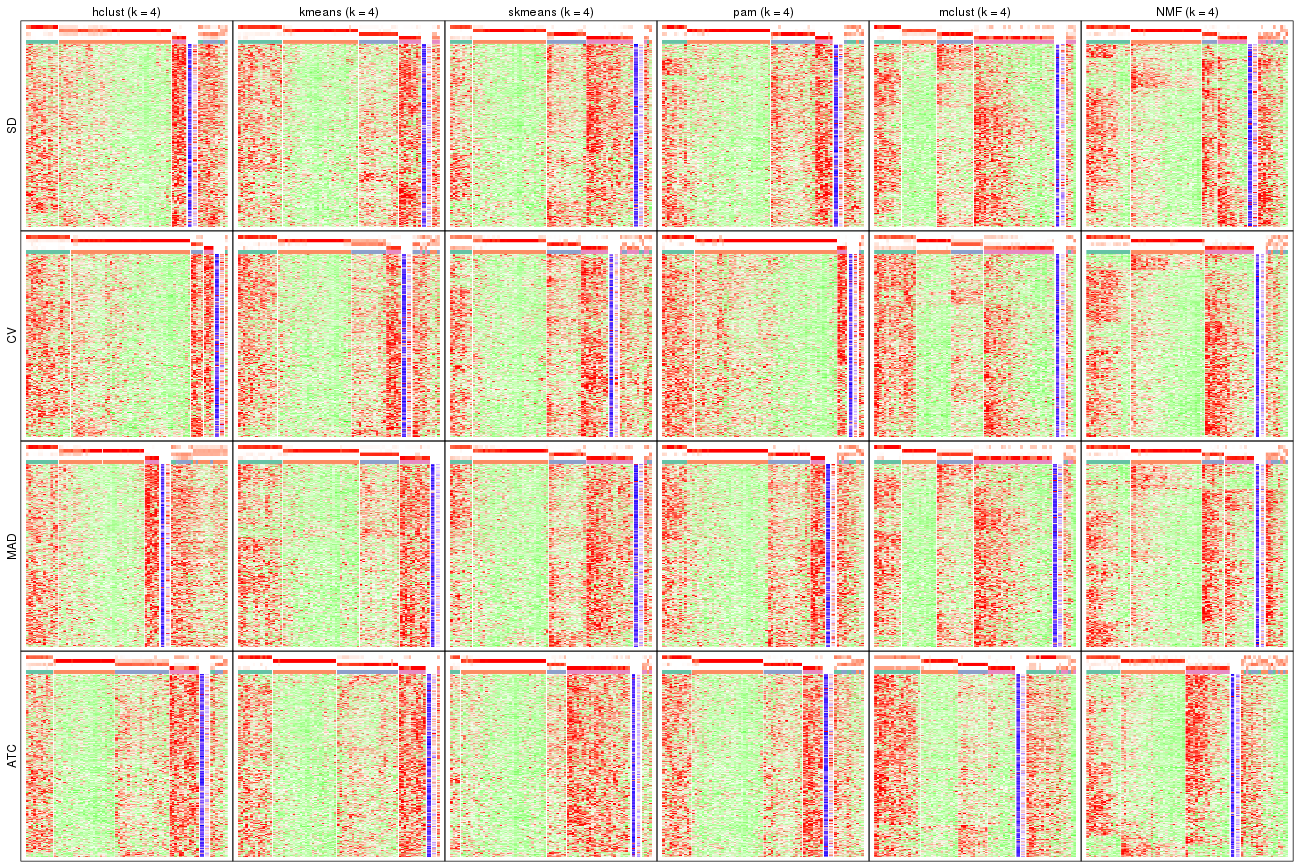 hclust (k = 4) kmeans (k = 4) skmeans (k = 4) pam (k = 4) mclust (k = 4) NMF (k = 4)
SD
CV
MAD
ATC